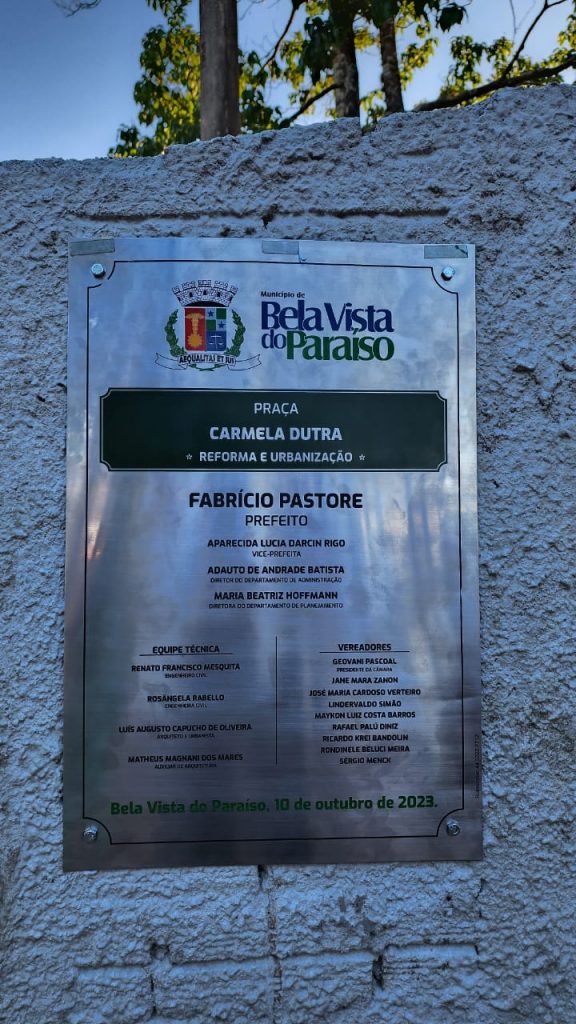 AEQUALITAS ET IUS
Município de
Bela Vista
do Paraíso
PRAÇA
CARMELA DUTRA
★ REFORMA E URBANIZAÇÃO ★
FABRÍCIO PASTORE
PREFEITO
APARECIDA LUCIA DARCIN RIGO
VICE-PREFEITA
ADAUTO DE ANDRADE BATISTA
DIRETOR DO DEPARTAMENTO DE ADMINISTRAÇÃO
MARIA BEATRIZ HOFFMANN
DIRETORA DO DEPARTAMENTO DE PLANEJAMENTO
EQUIPE TÉCNICA
RENATO FRANCISCO MESQUITA
ENGENHEIRO CIVIL
ROSÂNGELA RABELLO
ENGENHEIRA CIVIL
LUÍS AUGUSTO CAPUCHO DE OLIVEIRA
ARQUITETO E URBANISTA
MATHEUS MAGNANI DOS MARES
AUXILIAR DE ARQUITETURA
VEREADORES
GEOVANI PASCOAL
PRESIDENTE DA CÂMARA
JANE MARA ZANON
JOSÉ MARIA CARDOSO VERTEIRO
LINDERVALDO SIMÃO
MAYKON LUIZ COSTA BARROS
RAFAEL PALÚ DINIZ
RICARDO KREI BANDOLIN
RONDINELE BELUCI MEIRA
SÉRGIO MENCK
Bela Vista do Paraíso, 10 de outubro de 2023.